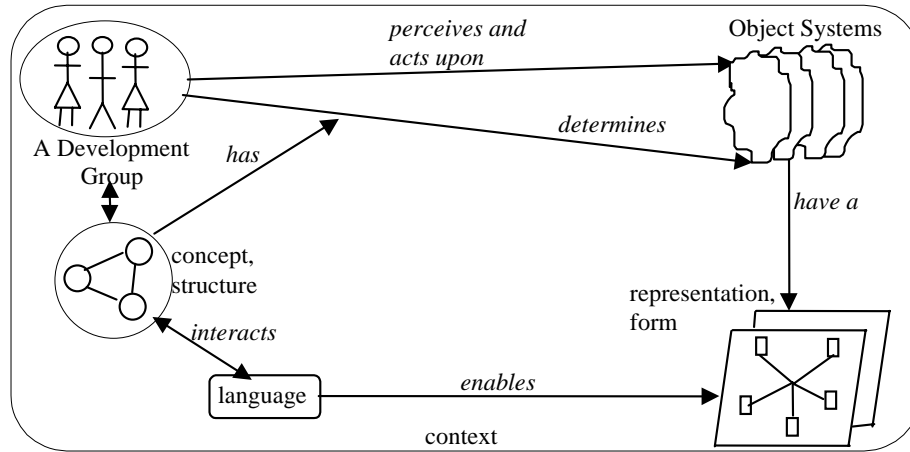 perceives and
acts upon
Object Systems
determines
A Development
Group
has
have a
concept,
structure
representation,
form
interacts
language
enables
context